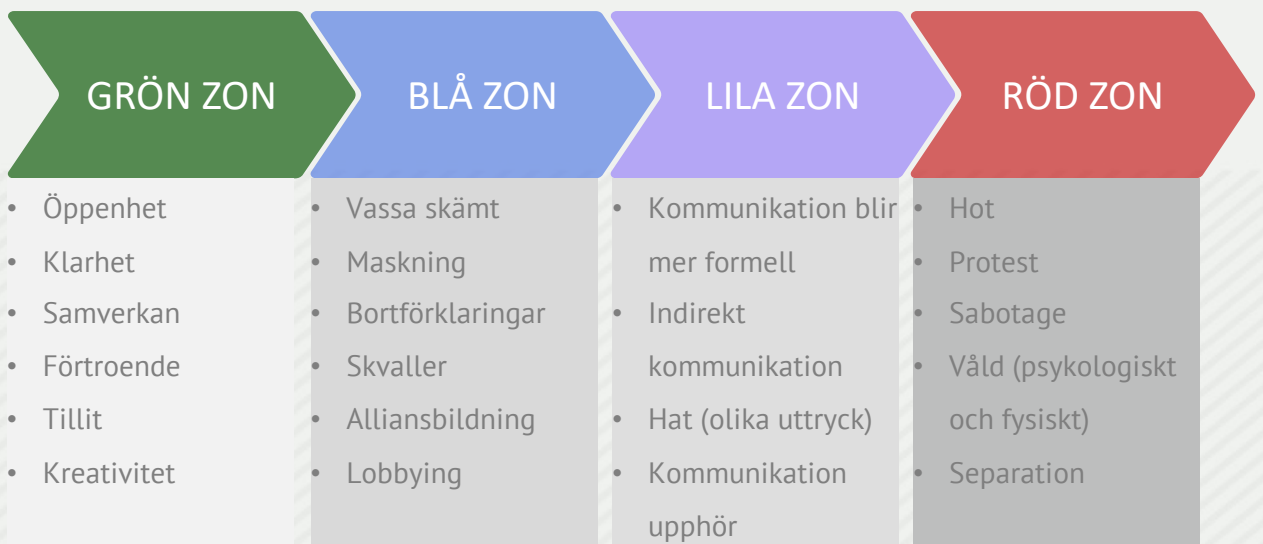 GRÖN ZON
• Öppenhet
• Klarhet
• Samverkan
• Förtroende
• Tillit
• Kreativitet
BLÅ ZON
• Vassa skämt
• Maskning
• Bortförklaringar
• Skvaller
• Alliansbildning
• Lobbying
LILA ZON
• Kommunikation blir
mer formell
• Indirekt
kommunikation
• Hat (olika uttryck)
• Kommunikation
upphör
RÖD ZON
• Hot
• Protest
• Sabotage
• Våld (psykologiskt
och fysiskt)
• Separation